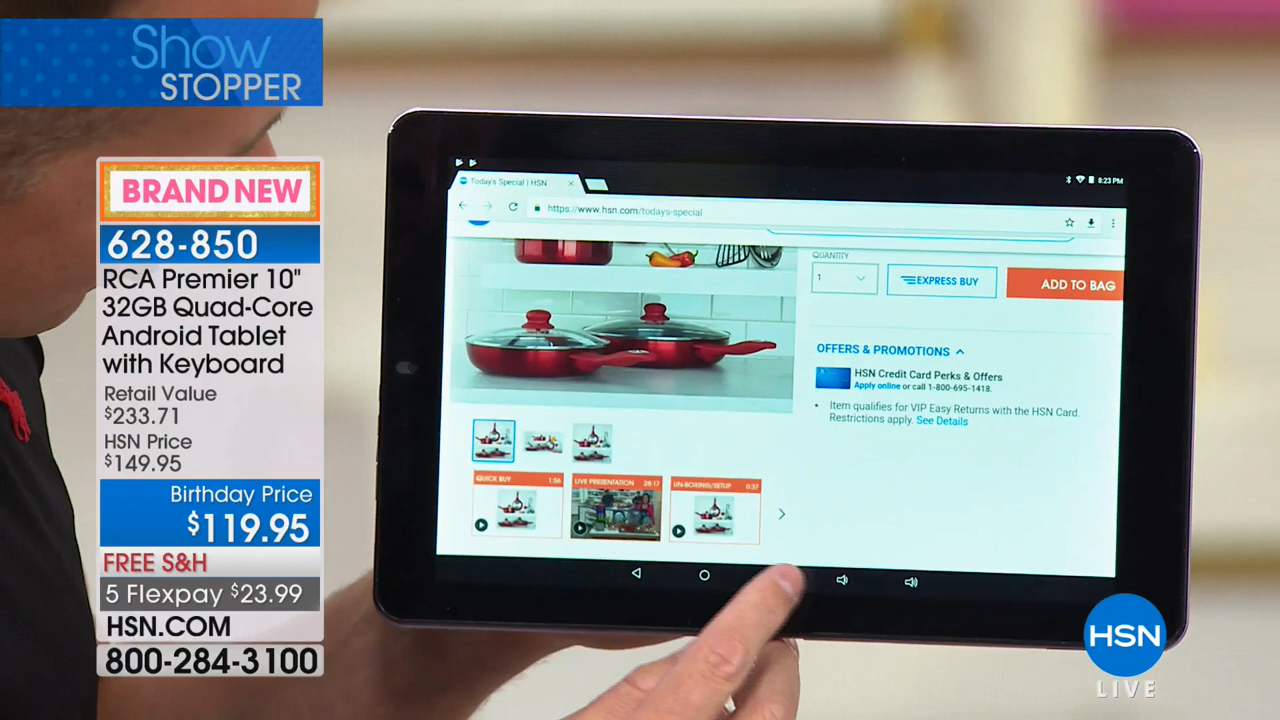 Show
STOPPER
BRAND NEW
628-850
RCA Premier 10"
32GB Quad-Core
Android Tablet
with Keyboard
Retail Value
$233.71
HSN Price
$149.95
Birthday Price
$119.95
FREE S&H
5 Flexpay $23.99
HSN.COM
800-284-3100
8:23 PM
Today's Special | HSN
https://www.hsn.com/todays-special
QUANTITY
1
EXPRESS BUY
ADD TO BAG
OFFERS & PROMOTIONS
HSN Credit Card Perks & Offers
Apply online or call 1-800-695-1418.
Item qualifies for VIP Easy Returns with the HSN Card.
Restrictions apply. See Details
QUICK BUY 1:56
LIVE PRESENTATION 28:17
UN-BOXING/SETUP 0:37
HSN
LIVE